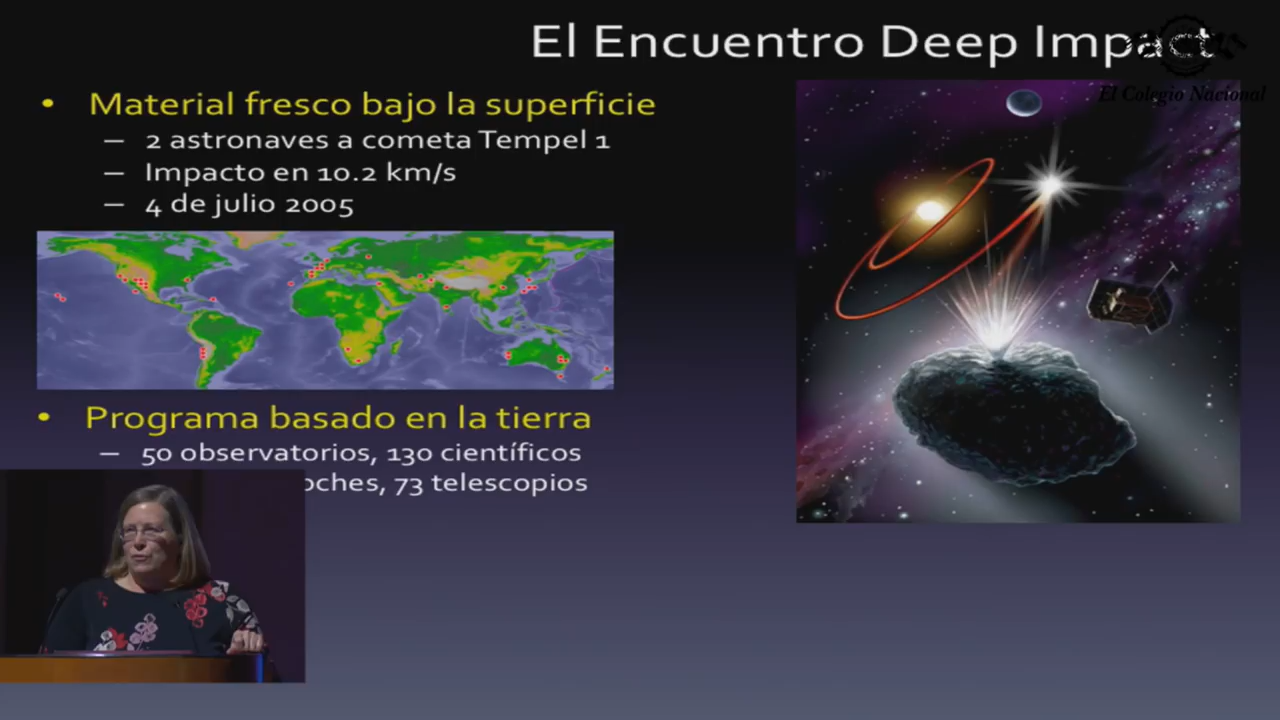 El Encuentro Deep Impact
El Colegio Nacional
• Material fresco bajo la superficie
– 2 astronaves a cometa Tempel 1
– Impacto en 10.2 km/s
– 4 de julio 2005
• Programa basado en la tierra
– 50 observatorios, 130 científicos
oches, 73 telescopios